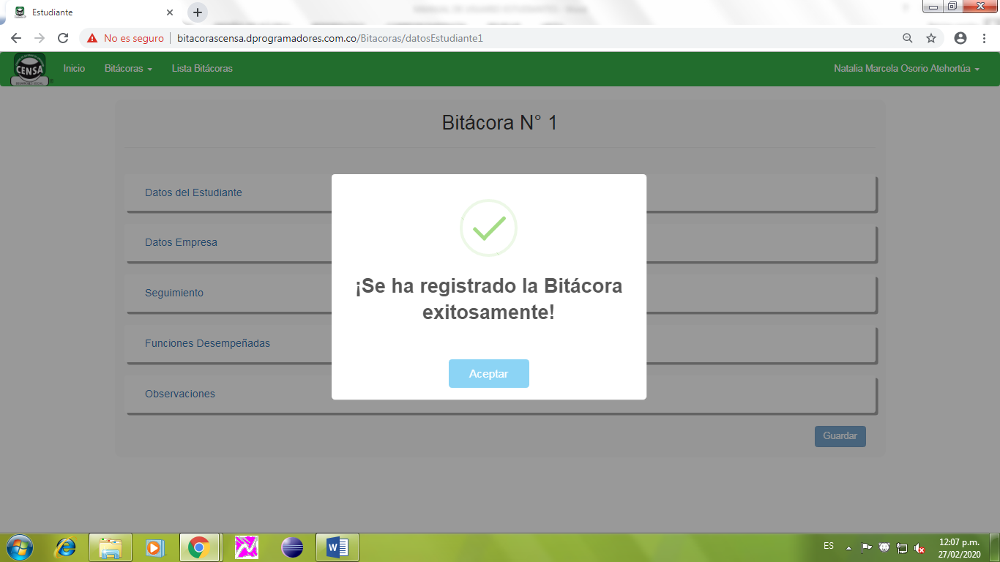 Estudiante
No es seguro
bitacorascensa.dprogramadores.com.co/Bitacoras/datosEstudiante1
CENSA
Inicio
Bitácoras
Lista Bitácoras
Natalia Marcela Osorio Atehortúa
Bitácora N° 1
Datos del Estudiante
Datos Empresa
Seguimiento
Funciones Desempeñadas
Observaciones
¡Se ha registrado la Bitácora
exitosamente!
Aceptar
Guardar
ES
12:07 p.m.
27/02/2020